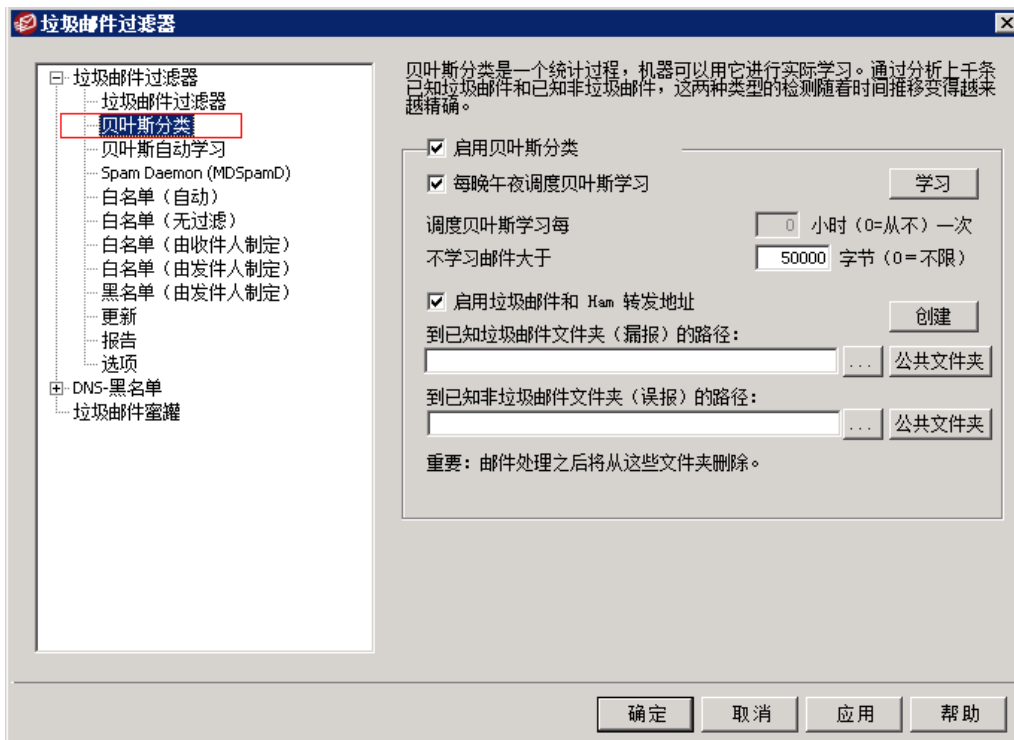 垃圾邮件过滤器
垃圾邮件过滤器
垃圾邮件过滤器
贝叶斯分类
贝叶斯自动学习
Spam Daemon (MDSpamD)
白名单（自动）
白名单（无过滤）
白名单（由收件人制定）
白名单（由发件人制定）
黑名单（由发件人制定）
更新
报告
选项
DNS-黑名单
垃圾邮件蜜罐
贝叶斯分类是一个统计过程，机器可以用它进行实际学习。通过分析上千条
已知垃圾邮件和已知非垃圾邮件，这两种类型的检测随着时间推移变得越来
越精确。
启用贝叶斯分类
每晚午夜调度贝叶斯学习 学习
调度贝叶斯学习每 0 小时（0=从不）一次
不学习邮件大于 50000 字节（0＝不限）
启用垃圾邮件和 Ham 转发地址 创建
到已知垃圾邮件文件夹（漏报）的路径：
... 公共文件夹
到已知非垃圾邮件文件夹（误报）的路径：
... 公共文件夹
重要：邮件处理之后将从这些文件夹删除。
确定 取消 应用 帮助